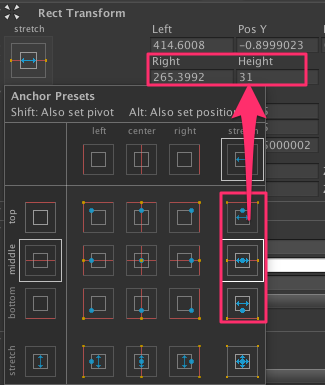 Rect Transform
stretch
Left
Pos Y
414.6008
-0.8999023
Right
Height
265.3992
31
Anchor Presets
Shift: Also set pivot
Alt: Also set position
5000002
left
center
right
stretch
top
middle
bottom
stretch